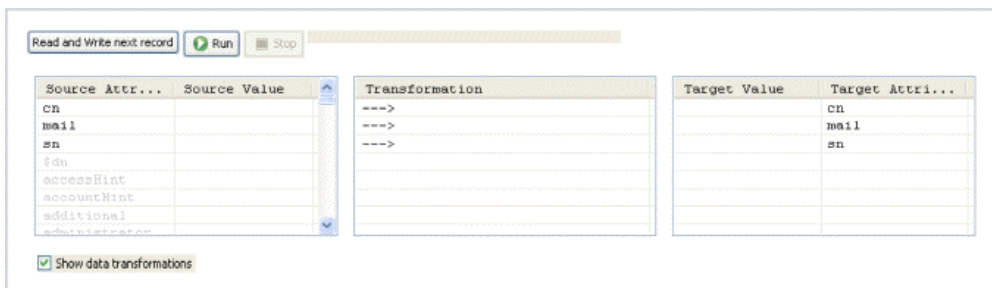 Read and Write next record Run Stop
Source Attr... Source Value Transformation Target Value Target Attri...
cn ---> cn
mail ---> mail
sn ---> sn
$dn
accessHint
accountHint
additional
administrator
Show data transformations